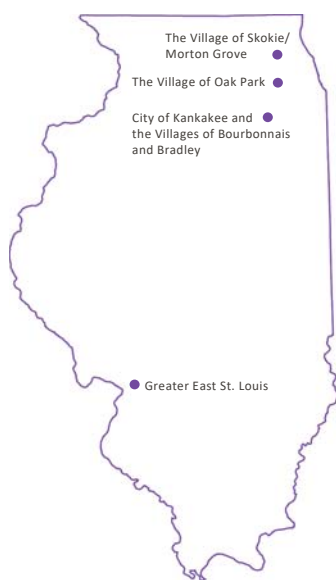 The Village of Skokie/
Morton Grove
The Village of Oak Park
City of Kankakee and
the Villages of Bourbonnais
and Bradley
Greater East St. Louis